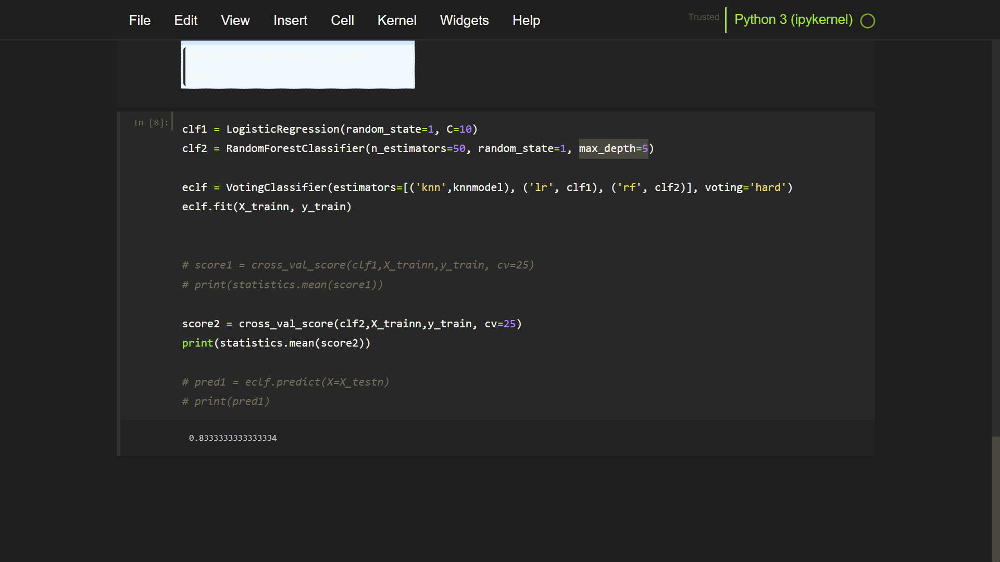 File Edit View Insert Cell Kernel Widgets Help Trusted Python 3 (ipykernel)
In [8]:
clf1 = LogisticRegression(random_state=1, C=10)
clf2 = RandomForestClassifier(n_estimators=50, random_state=1, max_depth=5)
eclf = VotingClassifier(estimators=[('knn',knnmodel), ('lr', clf1), ('rf', clf2)], voting='hard')
eclf.fit(X_trainn, y_train)
# score1 = cross_val_score(clf1,X_trainn,y_train, cv=25)
# print(statistics.mean(score1))
score2 = cross_val_score(clf2,X_trainn,y_train, cv=25)
print(statistics.mean(score2))
# pred1 = eclf.predict(X=X_testn)
# print(pred1)
0.8333333333333334